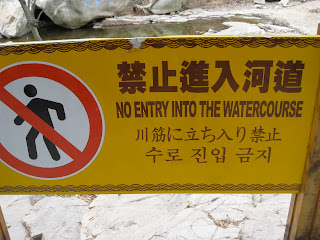 禁止進入河道
NO ENTRY INTO THE WATERCOURSE
川筋に立ち入り禁止
수로 진입 금지